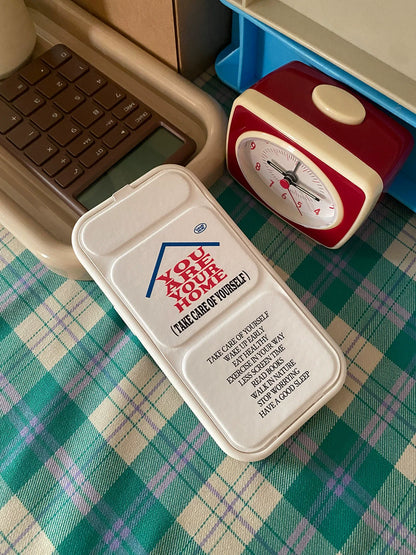 YOU
ARE
YOUR
HOME
(TAKE CARE OF YOURSELF)
TAKE CARE OF YOURSELF
WAKE UP EARLY
EAT HEALTHY
EXERCISE IN YOUR WAY
LESS SCREEN TIME
READ BOOKS
WALK IN NATURE
STOP WORRYING
HAVE A GOOD SLEEP